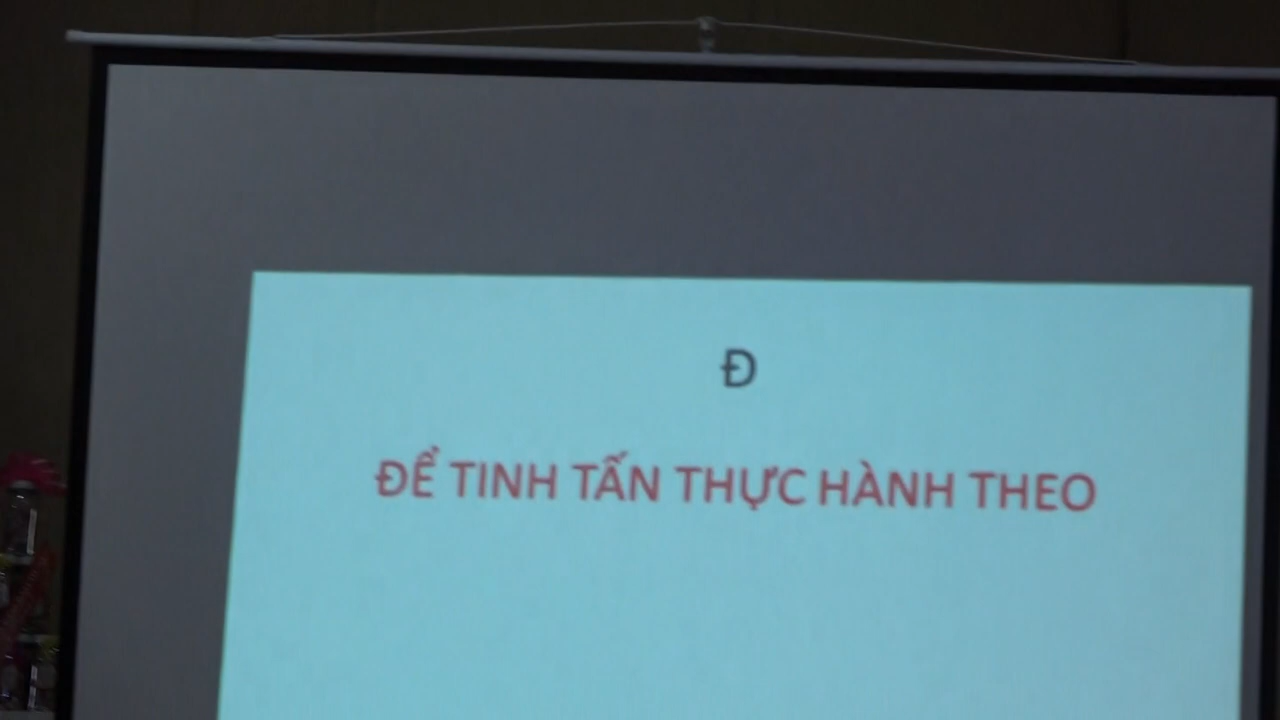 Đ
ĐỂ TINH TẤN THỰC HÀNH THEO